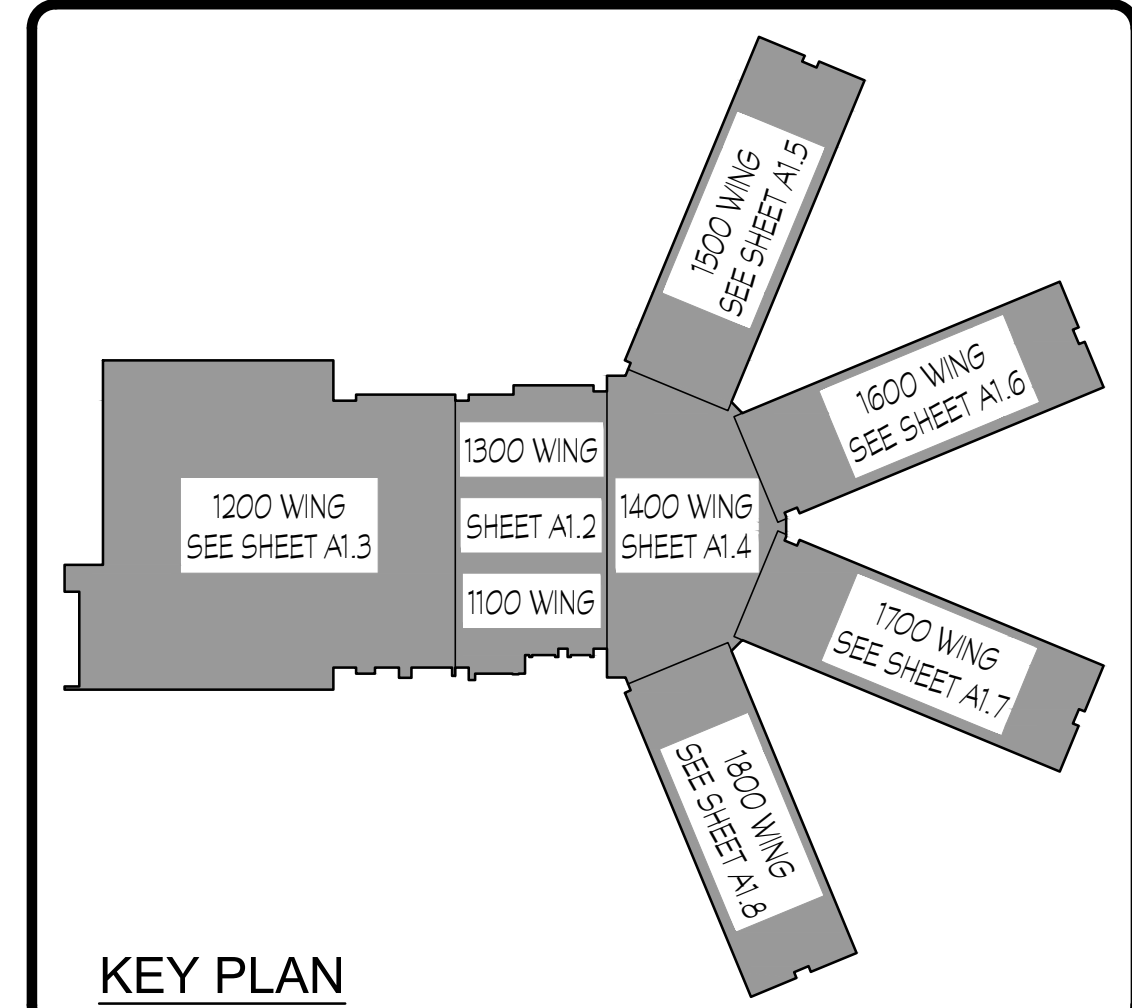 1500 WING
SEE SHEET A1.5
1600 WING
SEE SHEET A1.6
1300 WING
1200 WING
SEE SHEET A1.3
SHEET A1.2
1400 WING
SHEET A1.4
1100 WING
1700 WING
SEE SHEET A1.7
1800 WING
SEE SHEET A1.8
KEY PLAN